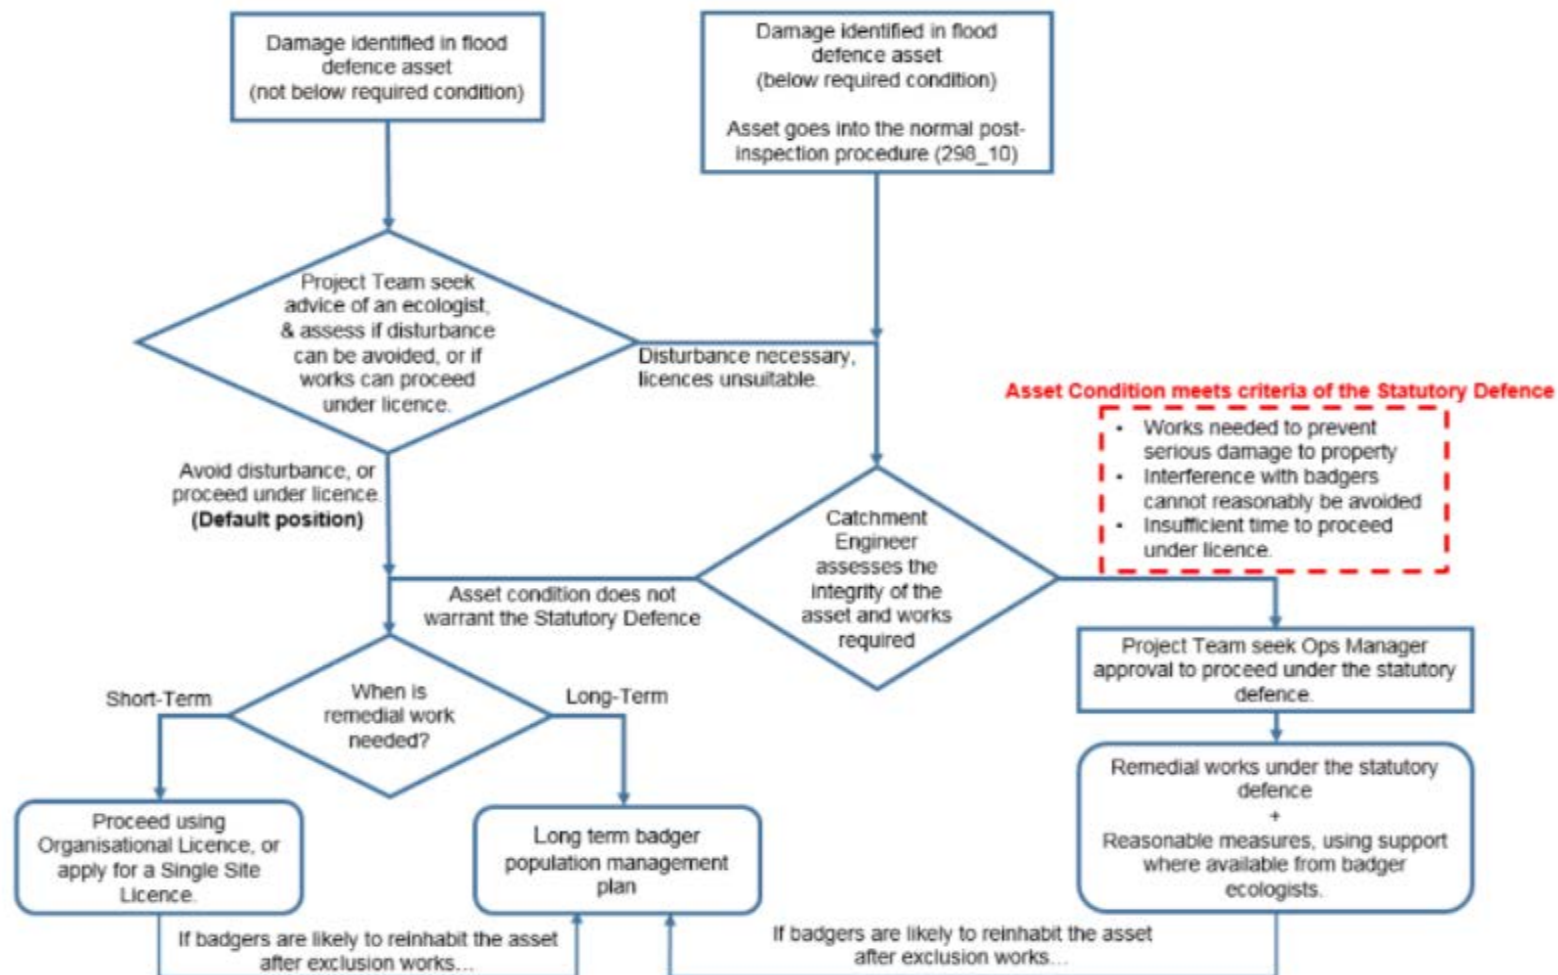 Damage identified in flood
defence asset
(not below required condition)
Damage identified in flood
defence asset
(below required condition)
Asset goes into the normal post-
inspection procedure (298_10)
Project Team seek
advice of an ecologist,
& assess if disturbance
can be avoided, or if
works can proceed
under licence.
Disturbance necessary,
licences unsuitable.
Avoid disturbance, or
proceed under licence.
(Default position)
Asset Condition meets criteria of the Statutory Defence
• Works needed to prevent
serious damage to property
• Interference with badgers
cannot reasonably be avoided
• Insufficient time to proceed
under licence.
Catchment
Engineer
assesses the
integrity of the
asset and works
required
Asset condition does not
warrant the Statutory Defence
Project Team seek Ops Manager
approval to proceed under the statutory
defence.
When is
remedial work
needed?
Short-Term
Long-Term
Proceed using
Organisational Licence, or
apply for a Single Site
Licence.
Long term badger
population management
plan
Remedial works under the statutory
defence
+
Reasonable measures, using support
where available from badger
ecologists.
If badgers are likely to reinhabit the asset
after exclusion works...
If badgers are likely to reinhabit the asset
after exclusion works...